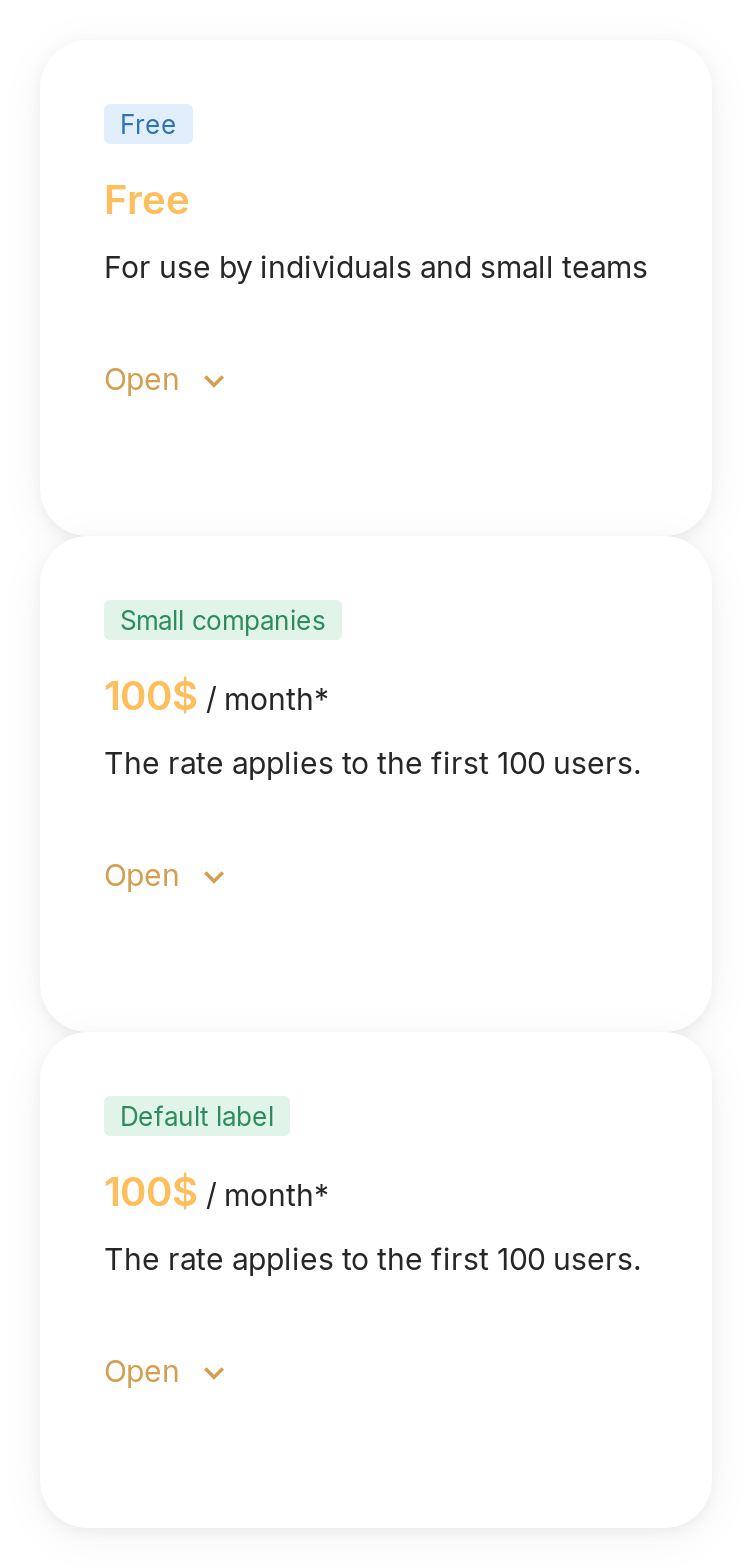 Free
Free
For use by individuals and small teams
Open
Small companies
100$ / month*
The rate applies to the first 100 users.
Open
Default label
100$ / month*
The rate applies to the first 100 users.
Open